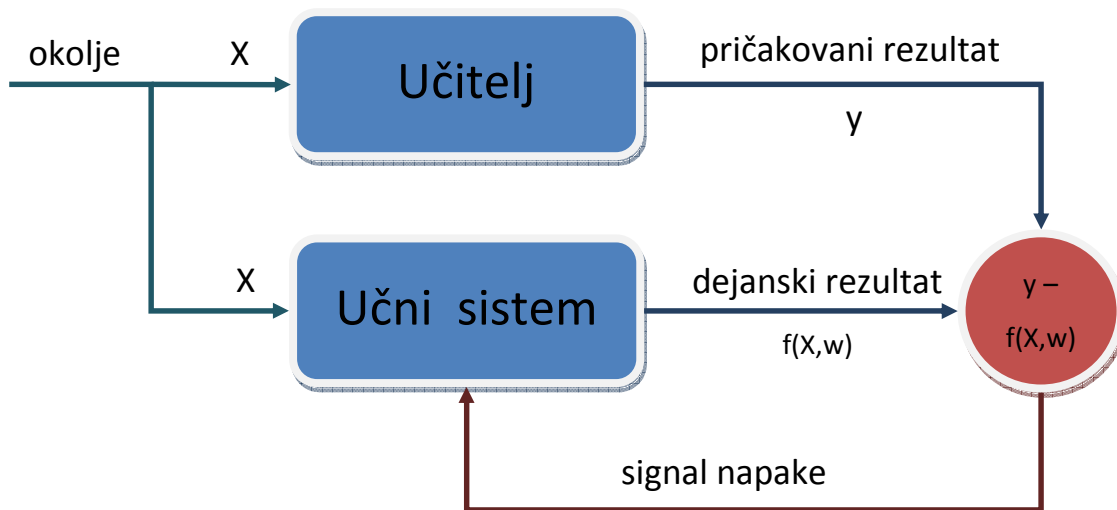 okolje
X
Učitelj
pričakovani rezultat
y
X
Učni sistem
dejanski rezultat
f(X,w)
y –
f(X,w)
signal napake